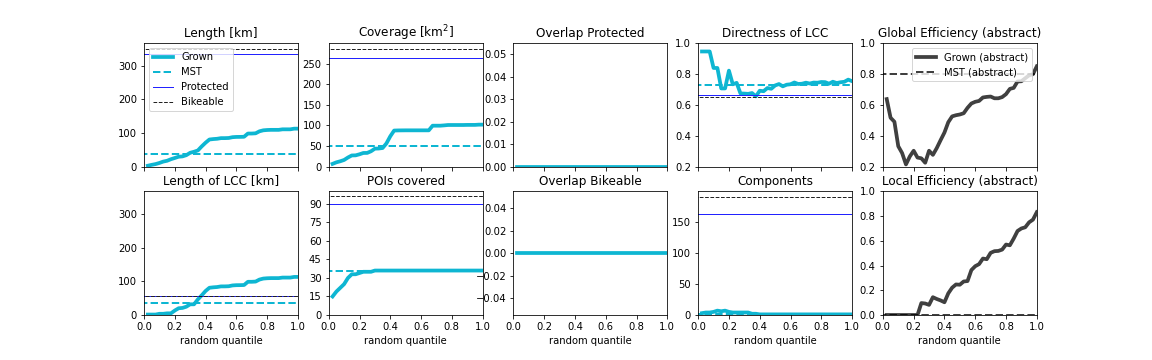 Length [km]
Coverage [km²]
Overlap Protected
Directness of LCC
Global Efficiency (abstract)
Grown
MST
Protected
Bikeable
Grown (abstract)
MST (abstract)
300
200
100
0
250
200
150
100
50
0
0.05
0.04
0.03
0.02
0.01
0.00
1.0
0.8
0.6
0.4
0.2
1.0
0.8
0.6
0.4
0.2
Length of LCC [km]
POIs covered
Overlap Bikeable
Components
Local Efficiency (abstract)
300
200
100
0
90
75
60
45
30
15
0.04
0.02
0.00
−0.02
−0.04
150
100
50
0
1.0
0.8
0.6
0.4
0.2
0.0
0.0 0.2 0.4 0.6 0.8 1.0
0.0 0.2 0.4 0.6 0.8 1.0
0.0 0.2 0.4 0.6 0.8 1.0
0.0 0.2 0.4 0.6 0.8 1.0
0.0 0.2 0.4 0.6 0.8 1.0
random quantile
random quantile
random quantile
random quantile
random quantile